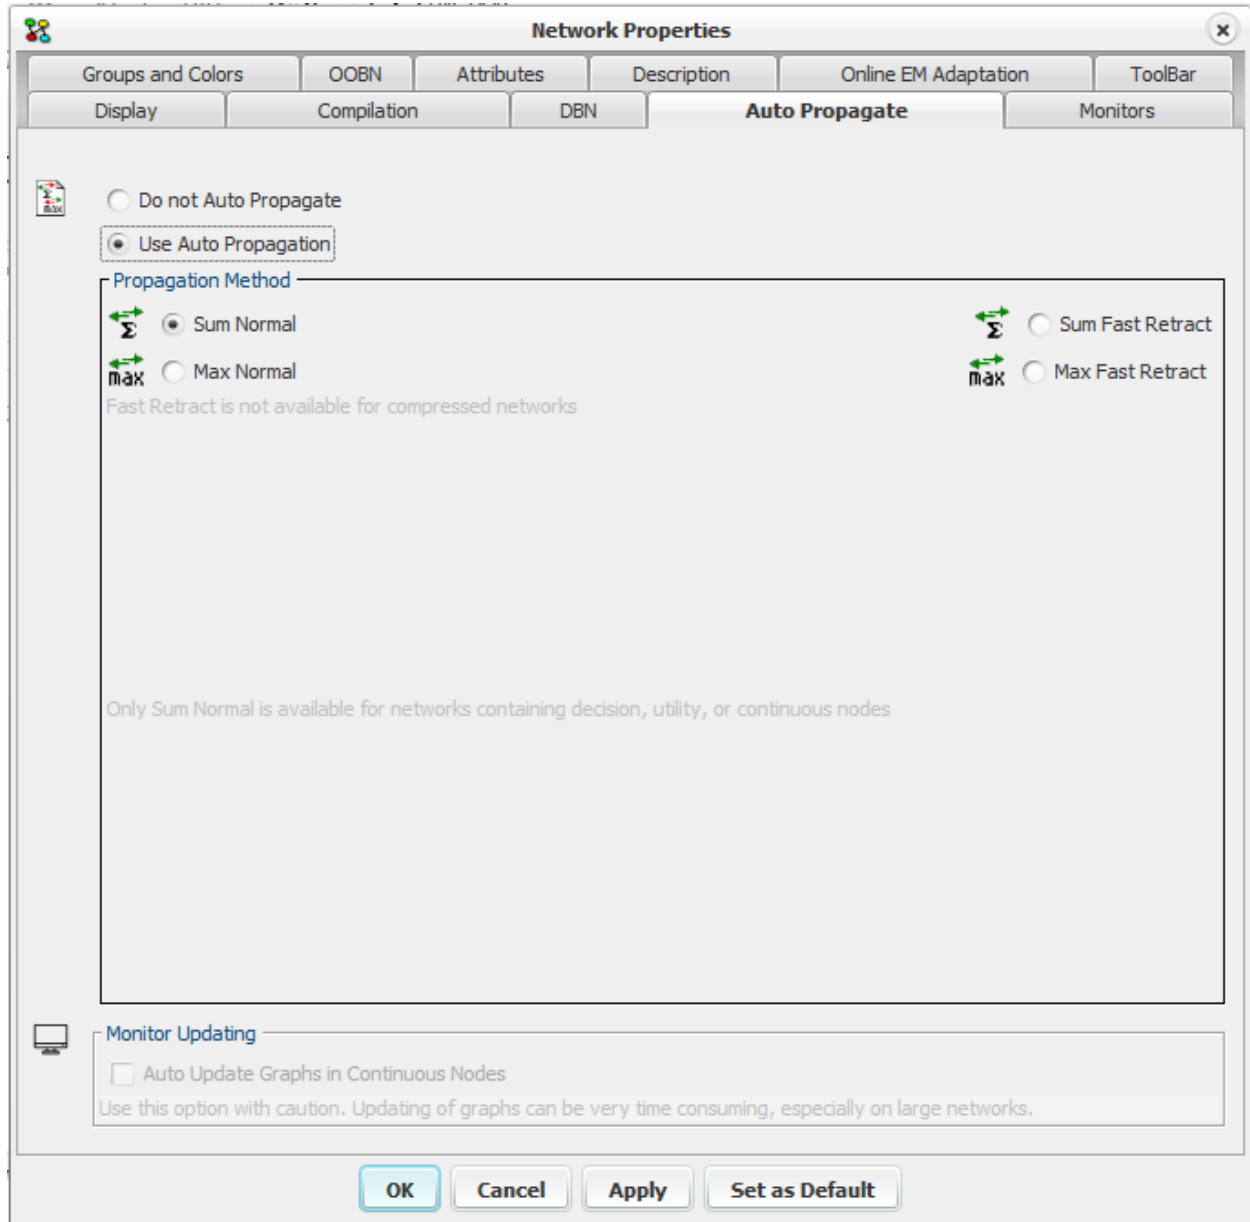 Network Properties
Groups and Colors OOBN Attributes Description Online EM Adaptation ToolBar
Display Compilation DBN Auto Propagate Monitors
Do not Auto Propagate
Use Auto Propagation
Propagation Method
Σ Sum Normal Σ Sum Fast Retract
max Max Normal max Max Fast Retract
Fast Retract is not available for compressed networks
Only Sum Normal is available for networks containing decision, utility, or continuous nodes
Monitor Updating
Auto Update Graphs in Continuous Nodes
Use this option with caution. Updating of graphs can be very time consuming, especially on large networks.
OK Cancel Apply Set as Default